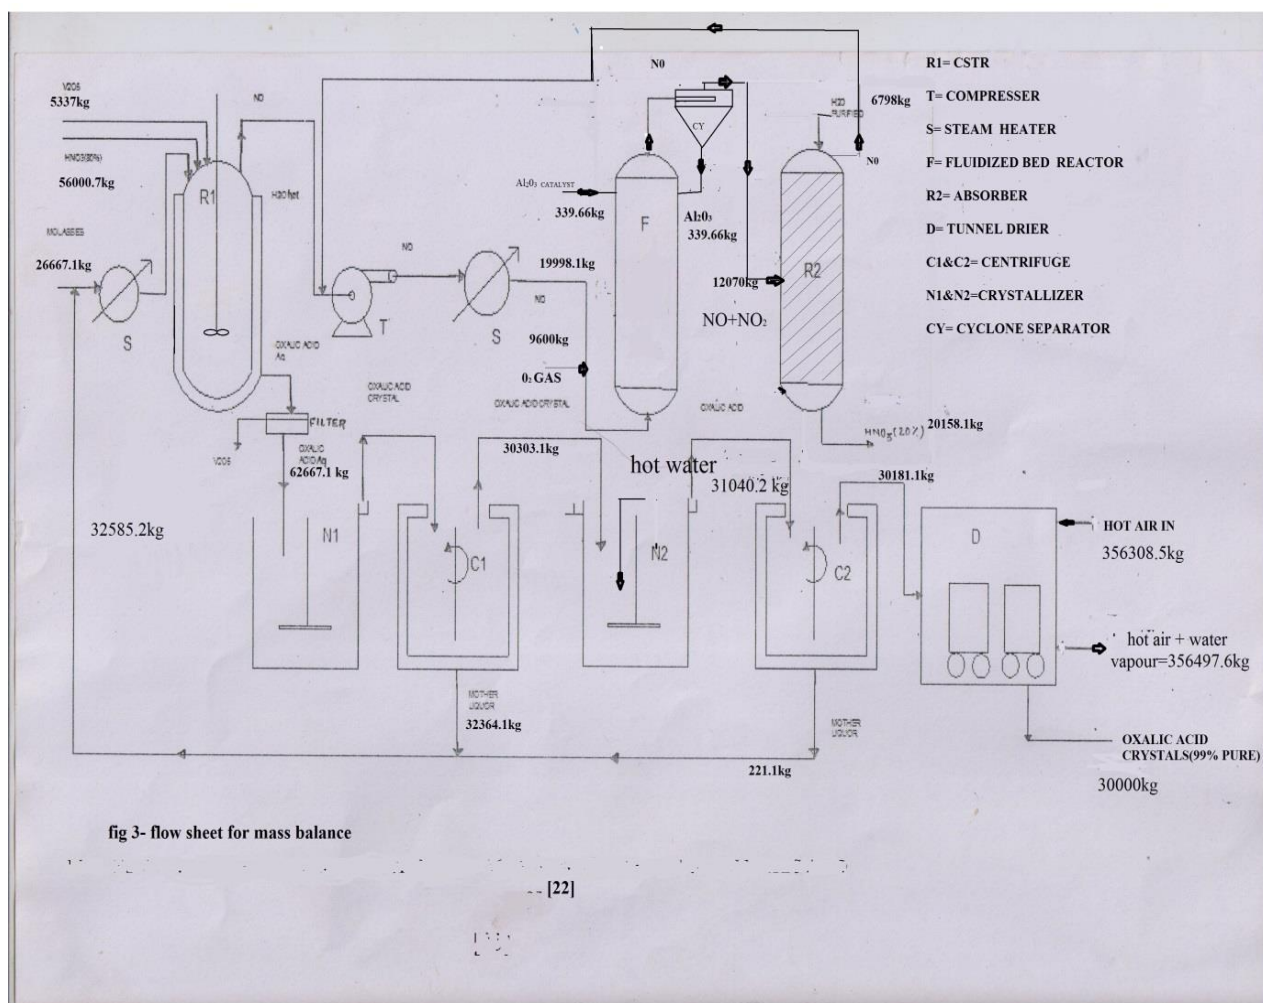 V2O5
5337kg
HNO3(80%)
56000.7kg
MOLASSES
26667.1kg
S
R1
NO
H2O hot
OXALIC ACID
Aq
FILTER
V2O5
OXALIC
ACID Aq
62667.1 kg
32585.2kg
N1
OXALIC ACID
CRYSTAL
C1
MOTHER
LIQUOR
32364.1kg
T
NO
S
19998.1kg
NO
9600kg
02 GAS
OXALIC ACID CRYSTAL
30303.1kg
hot water
N2
N0
CY
Al203 CATALYST
339.66kg
F
Al203
339.66kg
12070kg
NO+NO2
OXALIC ACID
31040.2 kg
H2O
PURIFIED
6798kg
N0
R2
HNO3(20%)
20158.1kg
30181.1kg
C2
MOTHER
LIQUOR
221.1kg
D
HOT AIR IN
356308.5kg
hot air + water
vapour=356497.6kg
OXALIC ACID
CRYSTALS(99% PURE)
30000kg
R1= CSTR
T= COMPRESSER
S= STEAM HEATER
F= FLUIDIZED BED REACTOR
R2= ABSORBER
D= TUNNEL DRIER
C1&C2= CENTRIFUGE
N1&N2=CRYSTALLIZER
CY= CYCLONE SEPARATOR
fig 3- flow sheet for mass balance
[22]